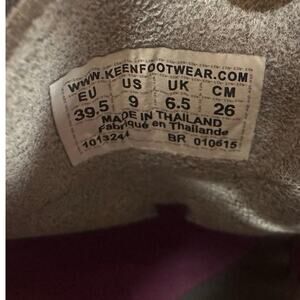 WWW.KEENFOOTWEAR.COM
EU US UK CM
39.5 9 6.5 26
MADE IN THAILAND
Fabriqué en Thaïlande
1013244 BR 010615